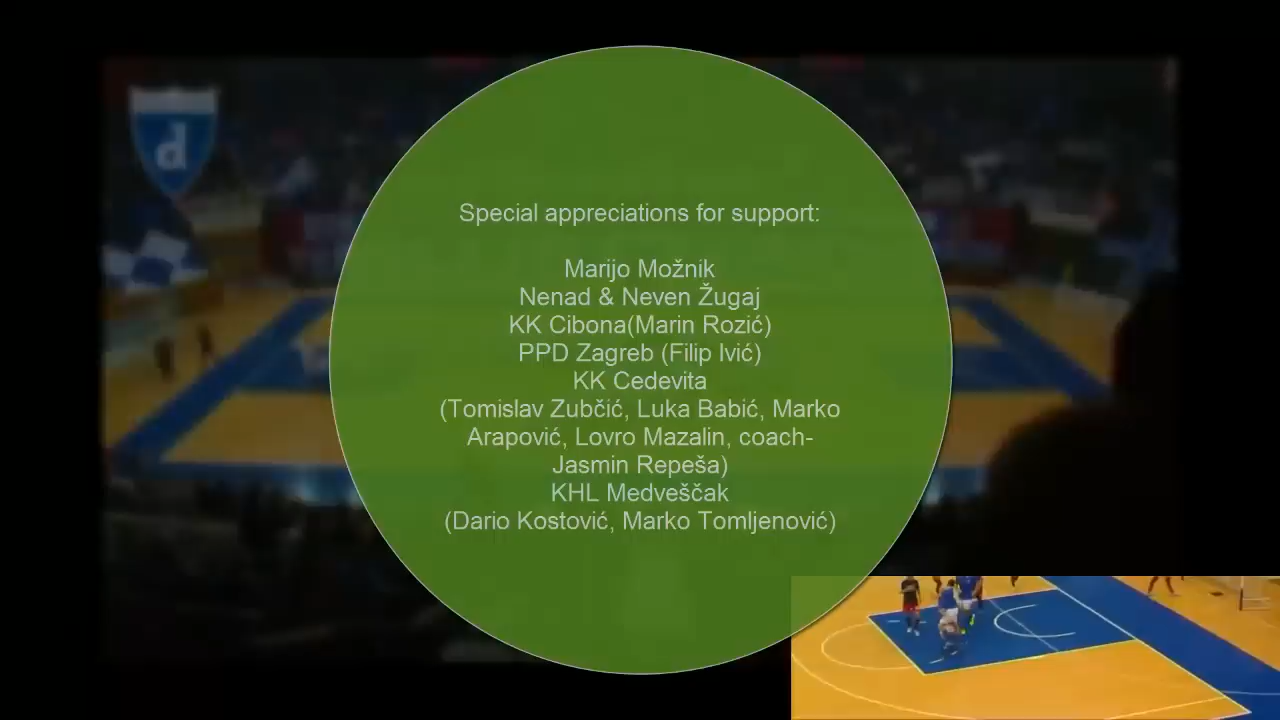 d
Special appreciations for support:
Marijo Možnik
Nenad & Neven Žugaj
KK Cibona(Marin Rozić)
PPD Zagreb (Filip Ivić)
KK Cedevita
(Tomislav Zubčić, Luka Babić, Marko
Arapović, Lovro Mazalin, coach-
Jasmin Repeša)
KHL Medveščak
(Dario Kostović, Marko Tomljenović)